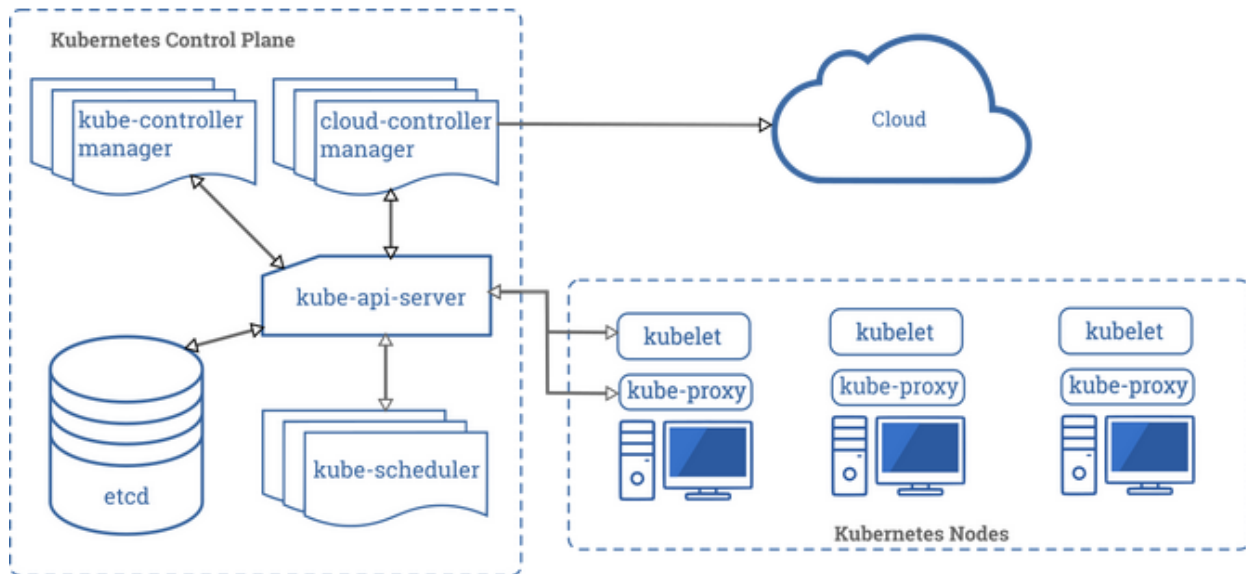 Kubernetes Control Plane
kube-controller
manager
cloud-controller
manager
Cloud
kube-api-server
etcd
kube-scheduler
kubelet
kubelet
kubelet
kube-proxy
kube-proxy
kube-proxy
Kubernetes Nodes